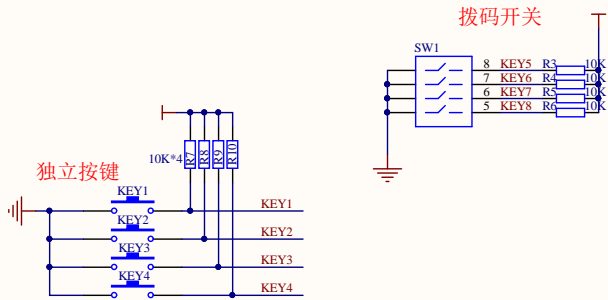 拨码开关
SW1
8 KEY5 R3 10K
7 KEY6 R4 10K
6 KEY7 R5 10K
5 KEY8 R6 10K
10K*4 R7 R8 R9 R10
独立按键
KEY1 KEY1
KEY2 KEY2
KEY3 KEY3
KEY4 KEY4